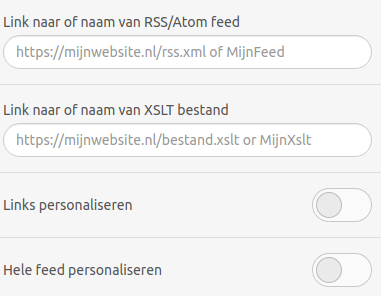 Link naar of naam van RSS/Atom feed
https://mijnwebsite.nl/rss.xml of MijnFeed
Link naar of naam van XSLT bestand
https://mijnwebsite.nl/bestand.xslt or MijnXslt
Links personaliseren
Hele feed personaliseren